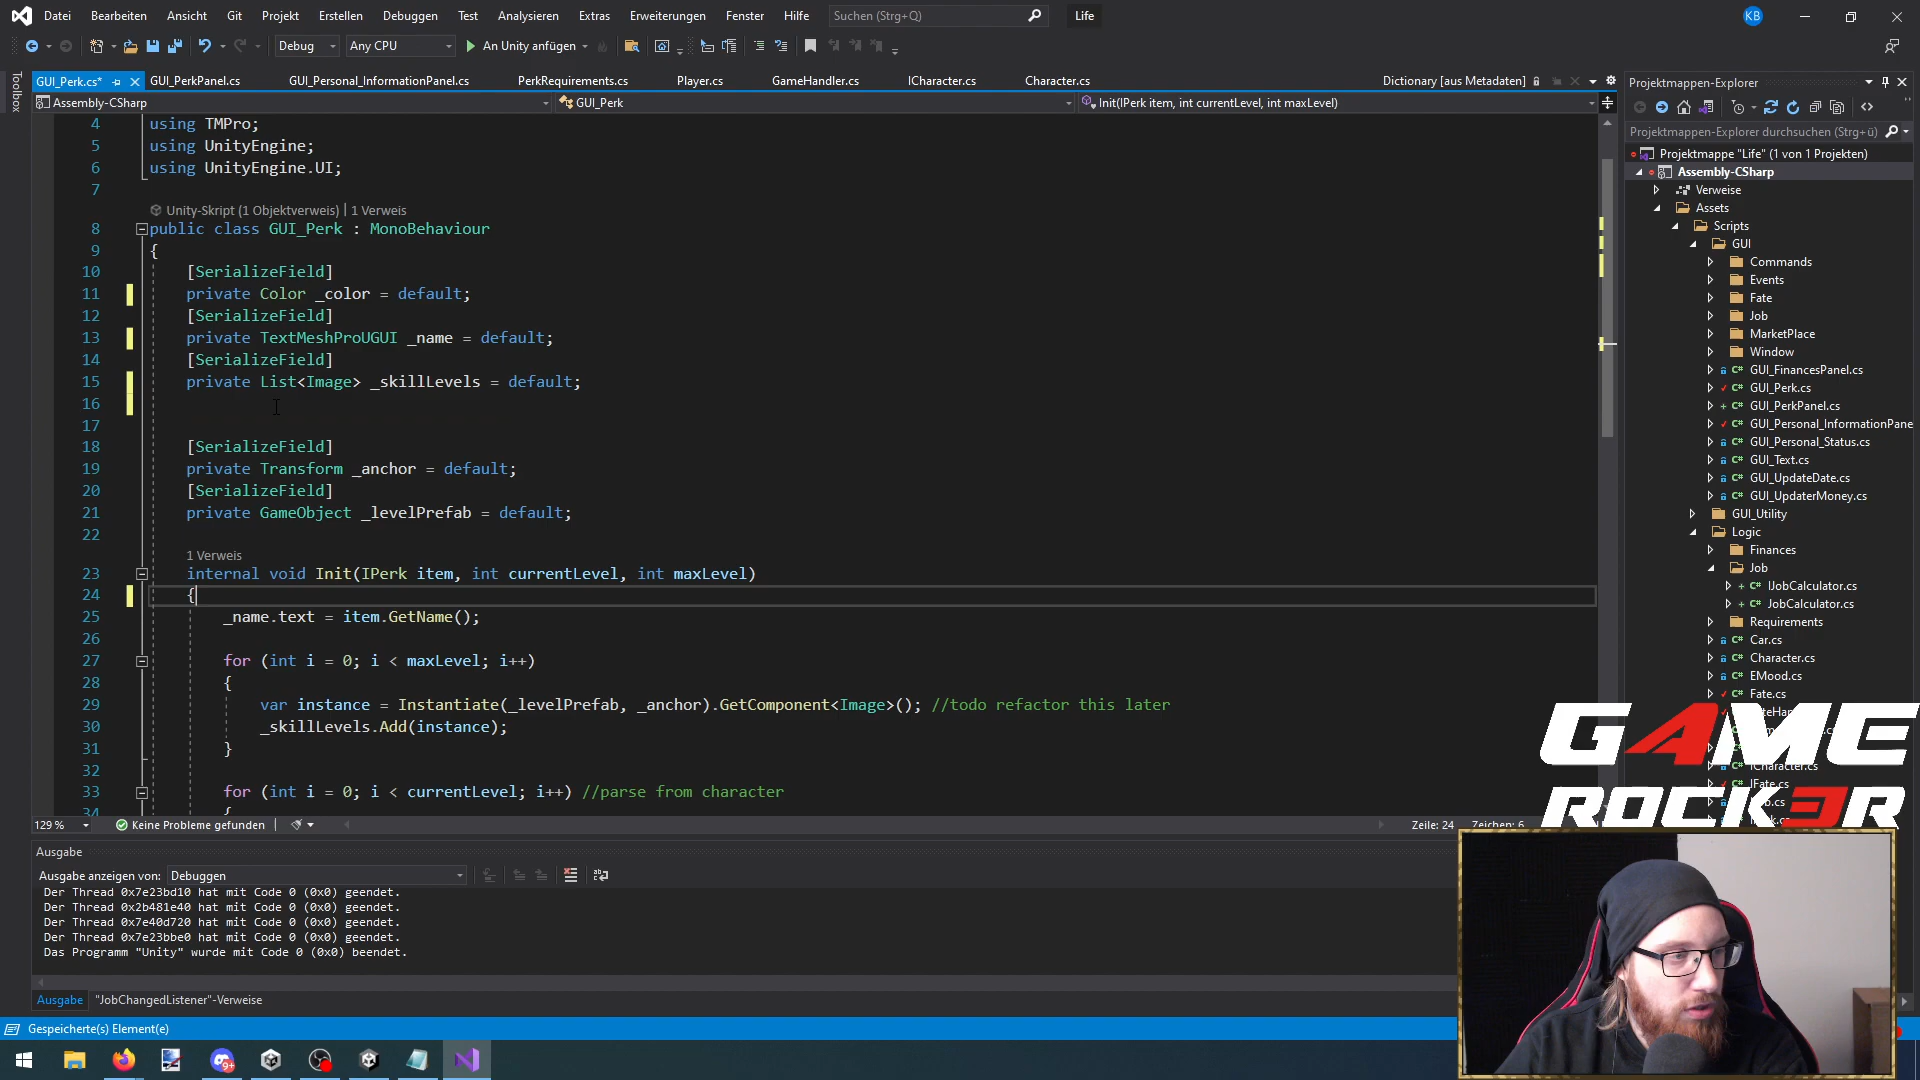 Datei Bearbeiten Ansicht Git Projekt Erstellen Debuggen Test Analysieren Extras Erweiterungen Fenster Hilfe Suchen (Strg+Q) Life KB
Debug Any CPU An Unity anfügen
Toolbox
GUI_Perk.cs* GUI_PerkPanel.cs GUI_Personal_InformationPanel.cs PerkRequirements.cs Player.cs GameHandler.cs ICharacter.cs Character.cs Dictionary [aus Metadaten]
Assembly-CSharp GUI_Perk Init(IPerk item, int currentLevel, int maxLevel)
4 using TMPro;
5 using UnityEngine;
6 using UnityEngine.UI;
7
Unity-Skript (1 Objektverweis) | 1 Verweis
8 public class GUI_Perk : MonoBehaviour
9 {
10 [SerializeField]
11 private Color _color = default;
12 [SerializeField]
13 private TextMeshProUGUI _name = default;
14 [SerializeField]
15 private List<Image> _skillLevels = default;
16
17
18 [SerializeField]
19 private Transform _anchor = default;
20 [SerializeField]
21 private GameObject _levelPrefab = default;
22
1 Verweis
23 internal void Init(IPerk item, int currentLevel, int maxLevel)
24 {
25 _name.text = item.GetName();
26
27 for (int i = 0; i < maxLevel; i++)
28 {
29 var instance = Instantiate(_levelPrefab, _anchor).GetComponent<Image>(); //todo refactor this later
30 _skillLevels.Add(instance);
31 }
32
33 for (int i = 0; i < currentLevel; i++) //parse from character
34 {
129 % Keine Probleme gefunden Zeile: 24 Zeichen: 6
Ausgabe
Ausgabe anzeigen von: Debuggen
Der Thread 0x7e23bd10 hat mit Code 0 (0x0) geendet.
Der Thread 0x2b481e40 hat mit Code 0 (0x0) geendet.
Der Thread 0x7e40d720 hat mit Code 0 (0x0) geendet.
Der Thread 0x7e23bbe0 hat mit Code 0 (0x0) geendet.
Das Programm "Unity" wurde mit Code 0 (0x0) beendet.
Ausgabe "JobChangedListener"-Verweise
Gespeicherte(s) Element(e)
9+
Projektmappen-Explorer
Projektmappen-Explorer durchsuchen (Strg+ü)
Projektmappe "Life" (1 von 1 Projekten)
Assembly-CSharp
Verweise
Assets
Scripts
GUI
Commands
Events
Fate
Job
MarketPlace
Window
C# GUI_FinancesPanel.cs
C# GUI_Perk.cs
C# GUI_PerkPanel.cs
C# GUI_Personal_InformationPane
C# GUI_Personal_Status.cs
C# GUI_Text.cs
C# GUI_UpdateDate.cs
C# GUI_UpdaterMoney.cs
GUI_Utility
Logic
Finances
Job
C# IJobCalculator.cs
C# JobCalculator.cs
Requirements
C# Car.cs
C# Character.cs
C# EMood.cs
C# Fate.cs
GAME
ROCK3R